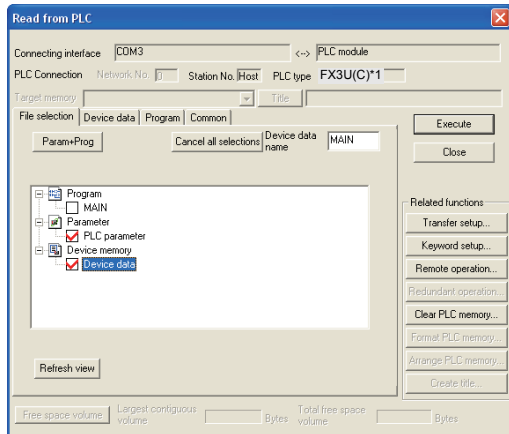 Read from PLC
Connecting interface COM3 <--> PLC module
PLC Connection Network No. 0 Station No. Host PLC type FX3U(C)*1
Target memory Title
File selection Device data Program Common
Execute
Param+Prog Cancel all selections Device data name MAIN
Close
Program
MAIN
Parameter
PLC parameter
Device memory
Device data
Related functions
Transfer setup...
Keyword setup...
Remote operation...
Redundant operation...
Clear PLC memory...
Format PLC memory...
Arrange PLC memory...
Create title...
Refresh view
Free space volume Largest contiguous volume Bytes Total free space volume Bytes